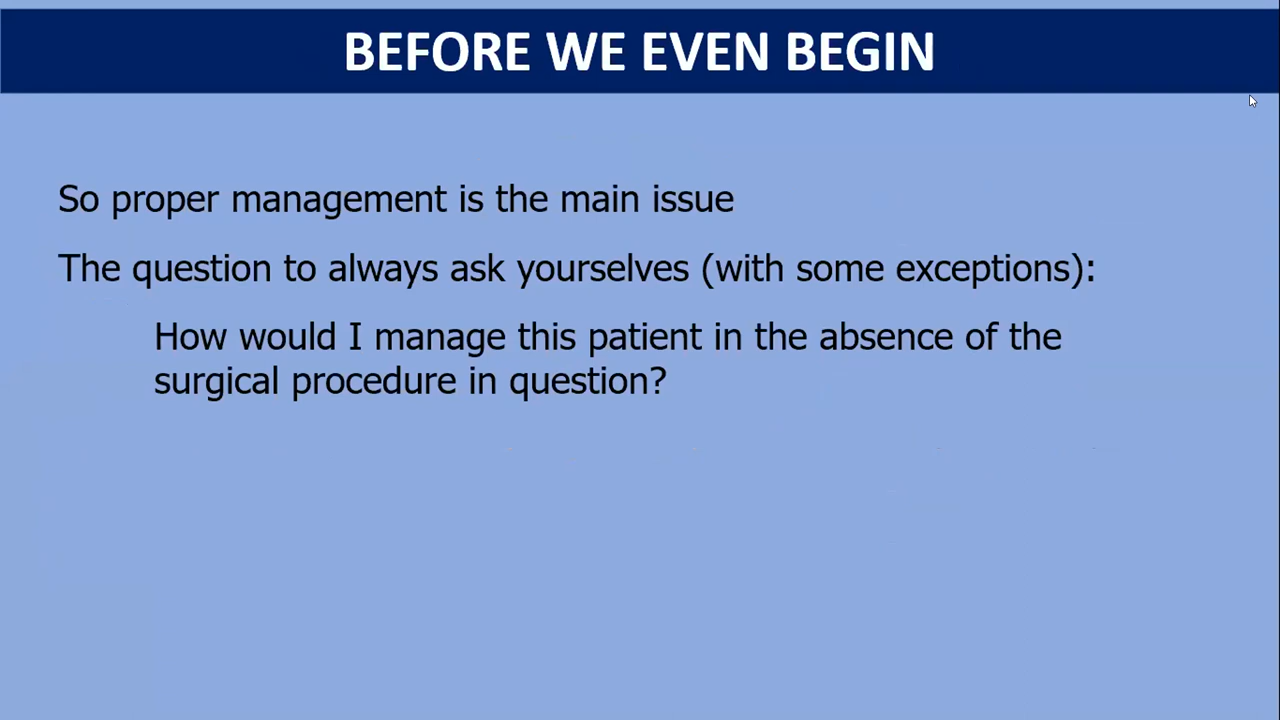 BEFORE WE EVEN BEGIN
So proper management is the main issue
The question to always ask yourselves (with some exceptions):
How would I manage this patient in the absence of the
surgical procedure in question?